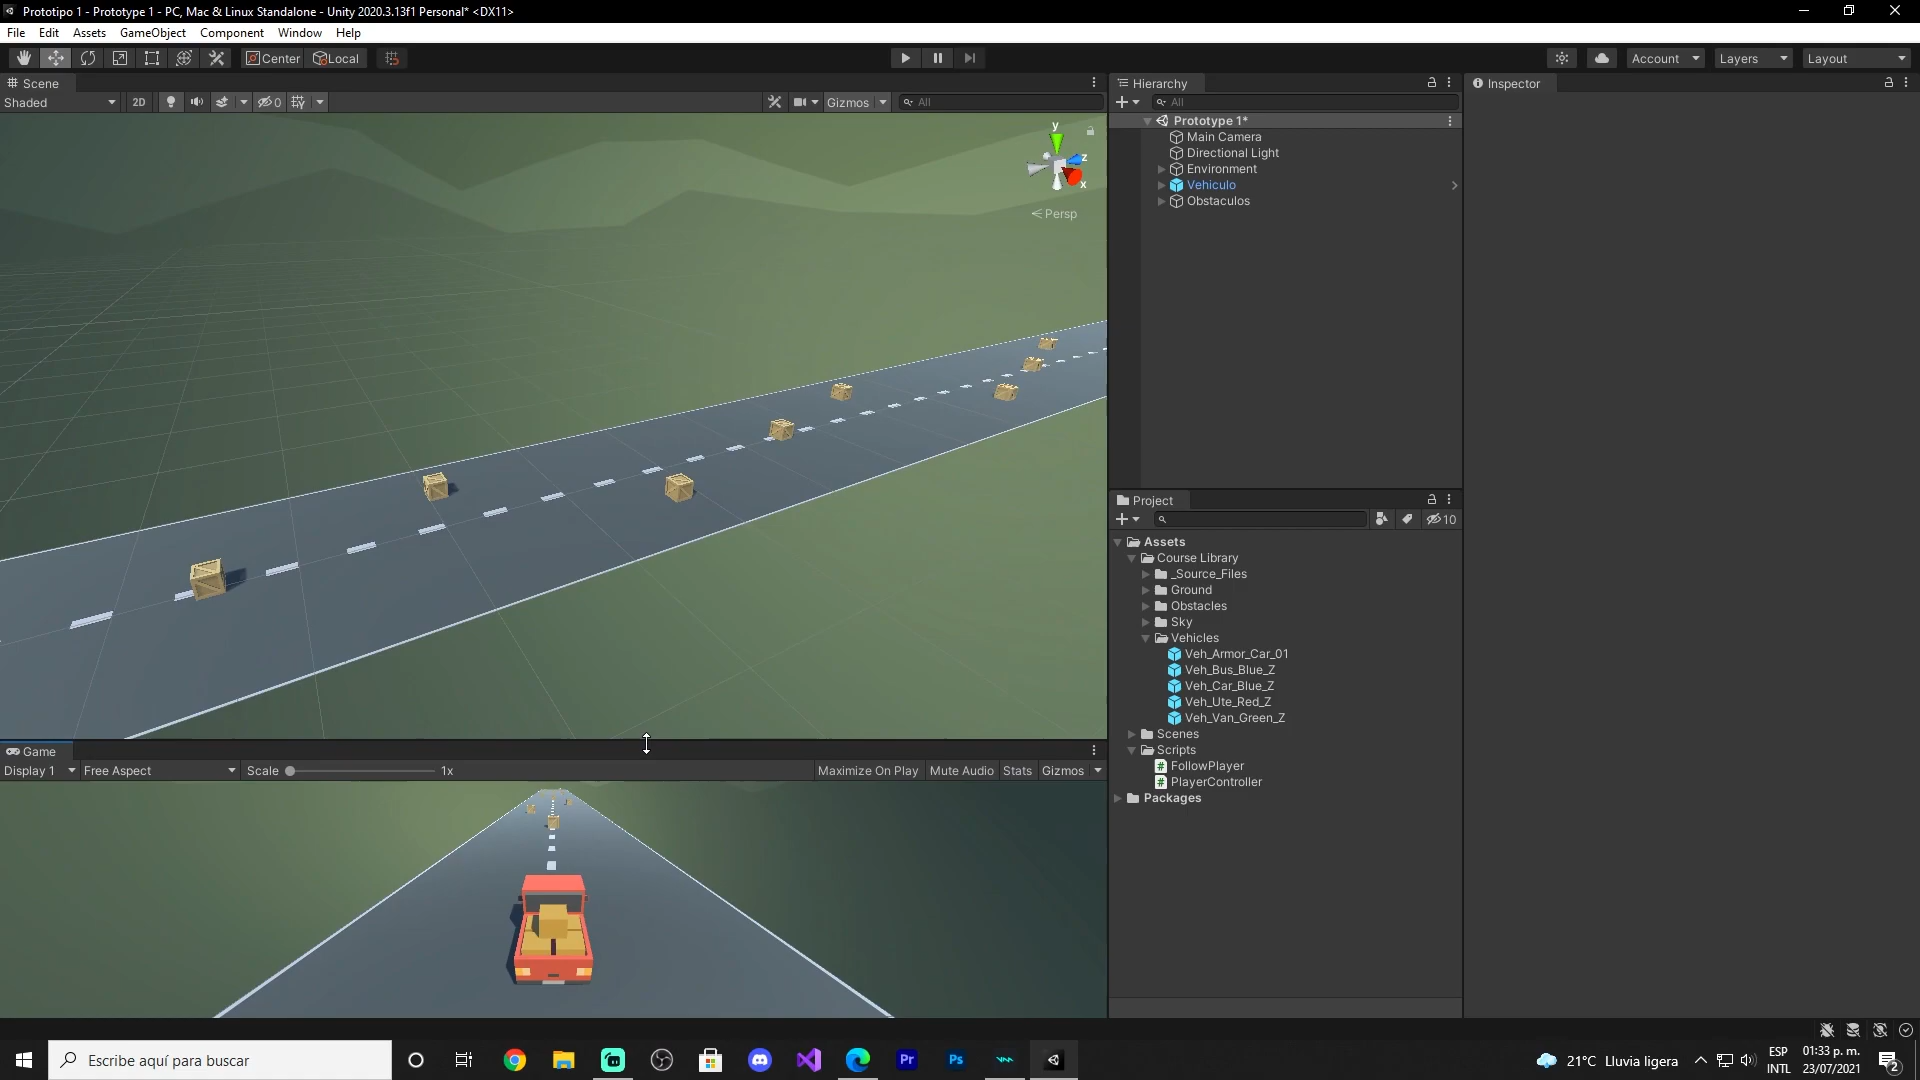 Prototipo 1 - Prototype 1 - PC, Mac & Linux Standalone - Unity 2020.3.13f1 Personal* <DX11>
File Edit Assets GameObject Component Window Help
Center Local Account Layers Layout
Scene
Shaded 2D 0 Gizmos All
y
z
x
Persp
Hierarchy
All
Prototype 1*
Main Camera
Directional Light
Environment
Vehiculo
Obstaculos
Inspector
Project
10
Assets
Course Library
_Source_Files
Ground
Obstacles
Sky
Vehicles
Veh_Armor_Car_01
Veh_Bus_Blue_Z
Veh_Car_Blue_Z
Veh_Ute_Red_Z
Veh_Van_Green_Z
Scenes
Scripts
FollowPlayer
PlayerController
Packages
Game
Display 1 Free Aspect Scale 1x Maximize On Play Mute Audio Stats Gizmos
Escribe aquí para buscar
Pr
Ps
21°C Lluvia ligera
ESP
INTL
01:33 p. m.
23/07/2021
2